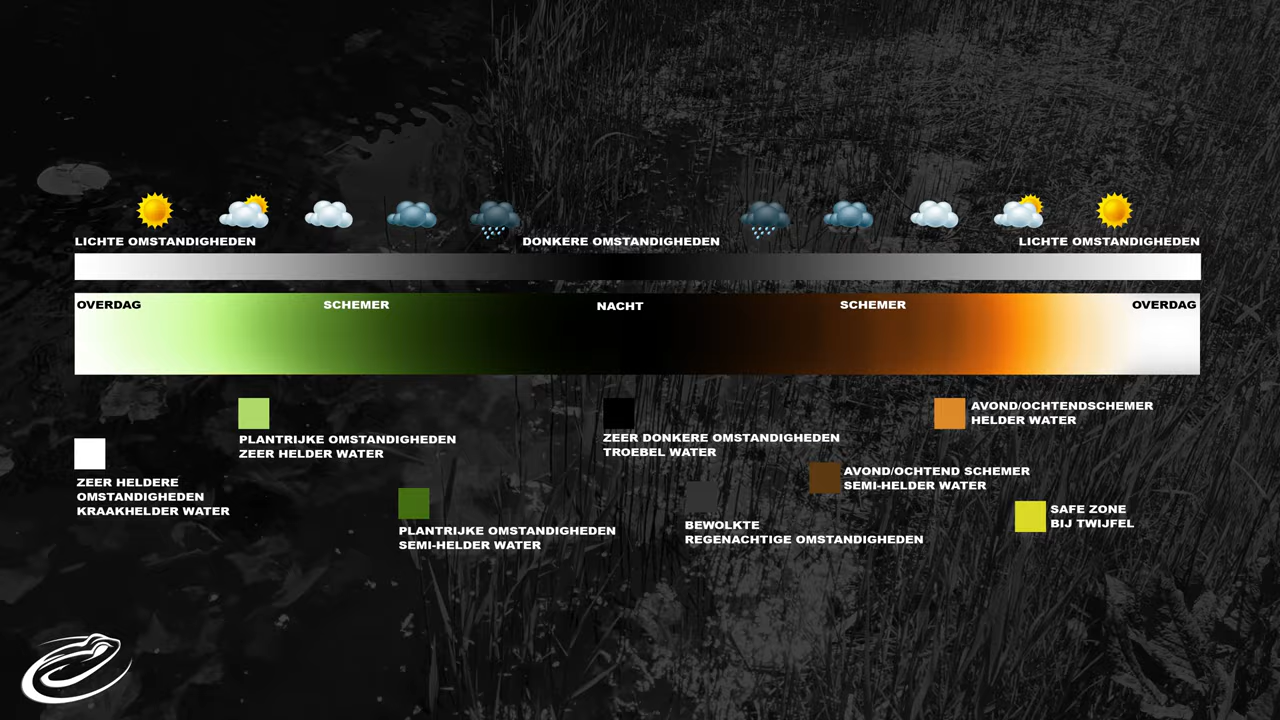 LICHTE OMSTANDIGHEDEN
DONKERE OMSTANDIGHEDEN
LICHTE OMSTANDIGHEDEN
OVERDAG
SCHEMER
NACHT
SCHEMER
OVERDAG
ZEER HELDERE
OMSTANDIGHEDEN
KRAAKHELDER WATER
PLANTRIJKE OMSTANDIGHEDEN
ZEER HELDER WATER
PLANTRIJKE OMSTANDIGHEDEN
SEMI-HELDER WATER
ZEER DONKERE OMSTANDIGHEDEN
TROEBEL WATER
BEWOLKTE
REGENACHTIGE OMSTANDIGHEDEN
AVOND/OCHTEND SCHEMER
SEMI-HELDER WATER
AVOND/OCHTENDSCHEMER
HELDER WATER
SAFE ZONE
BIJ TWIJFEL